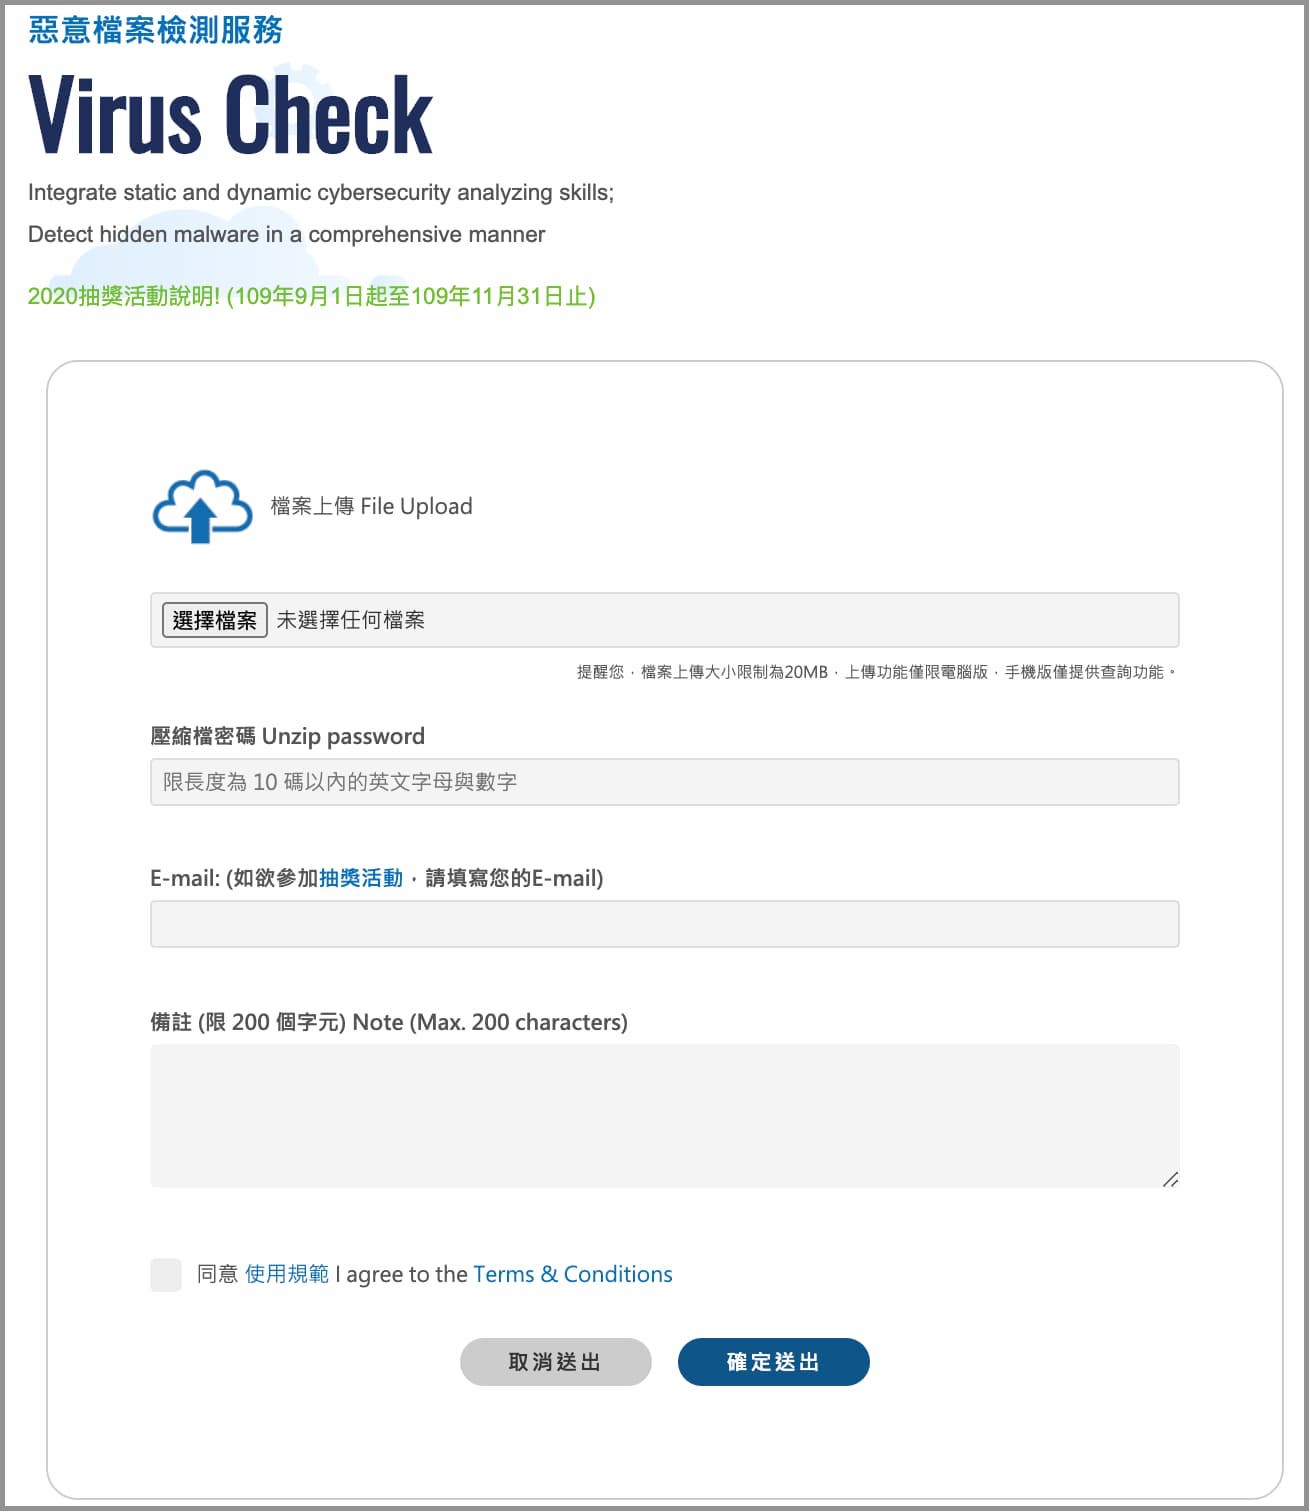 惡意檔案檢測服務
Virus Check
Integrate static and dynamic cybersecurity analyzing skills;
Detect hidden malware in a comprehensive manner
2020抽獎活動說明! (109年9月1日起至109年11月31日止)
檔案上傳 File Upload
選擇檔案 未選擇任何檔案
提醒您，檔案上傳大小限制為20MB，上傳功能僅限電腦版，手機版僅提供查詢功能。
壓縮檔密碼 Unzip password
限長度為 10 碼以內的英文字母與數字
E-mail: (如欲參加抽獎活動，請填寫您的E-mail)
備註 (限 200 個字元) Note (Max. 200 characters)
同意 使用規範 I agree to the Terms & Conditions
取消送出 確定送出